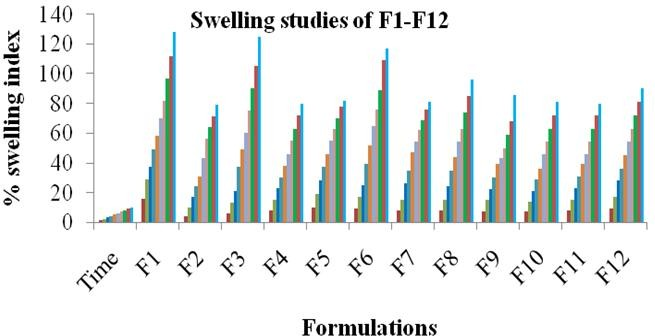 Swelling studies of F1-F12
% swelling index
140
120
100
80
60
40
20
0
Time
F1
F2
F3
F4
F5
F6
F7
F8
F9
F10
F11
F12
Formulations